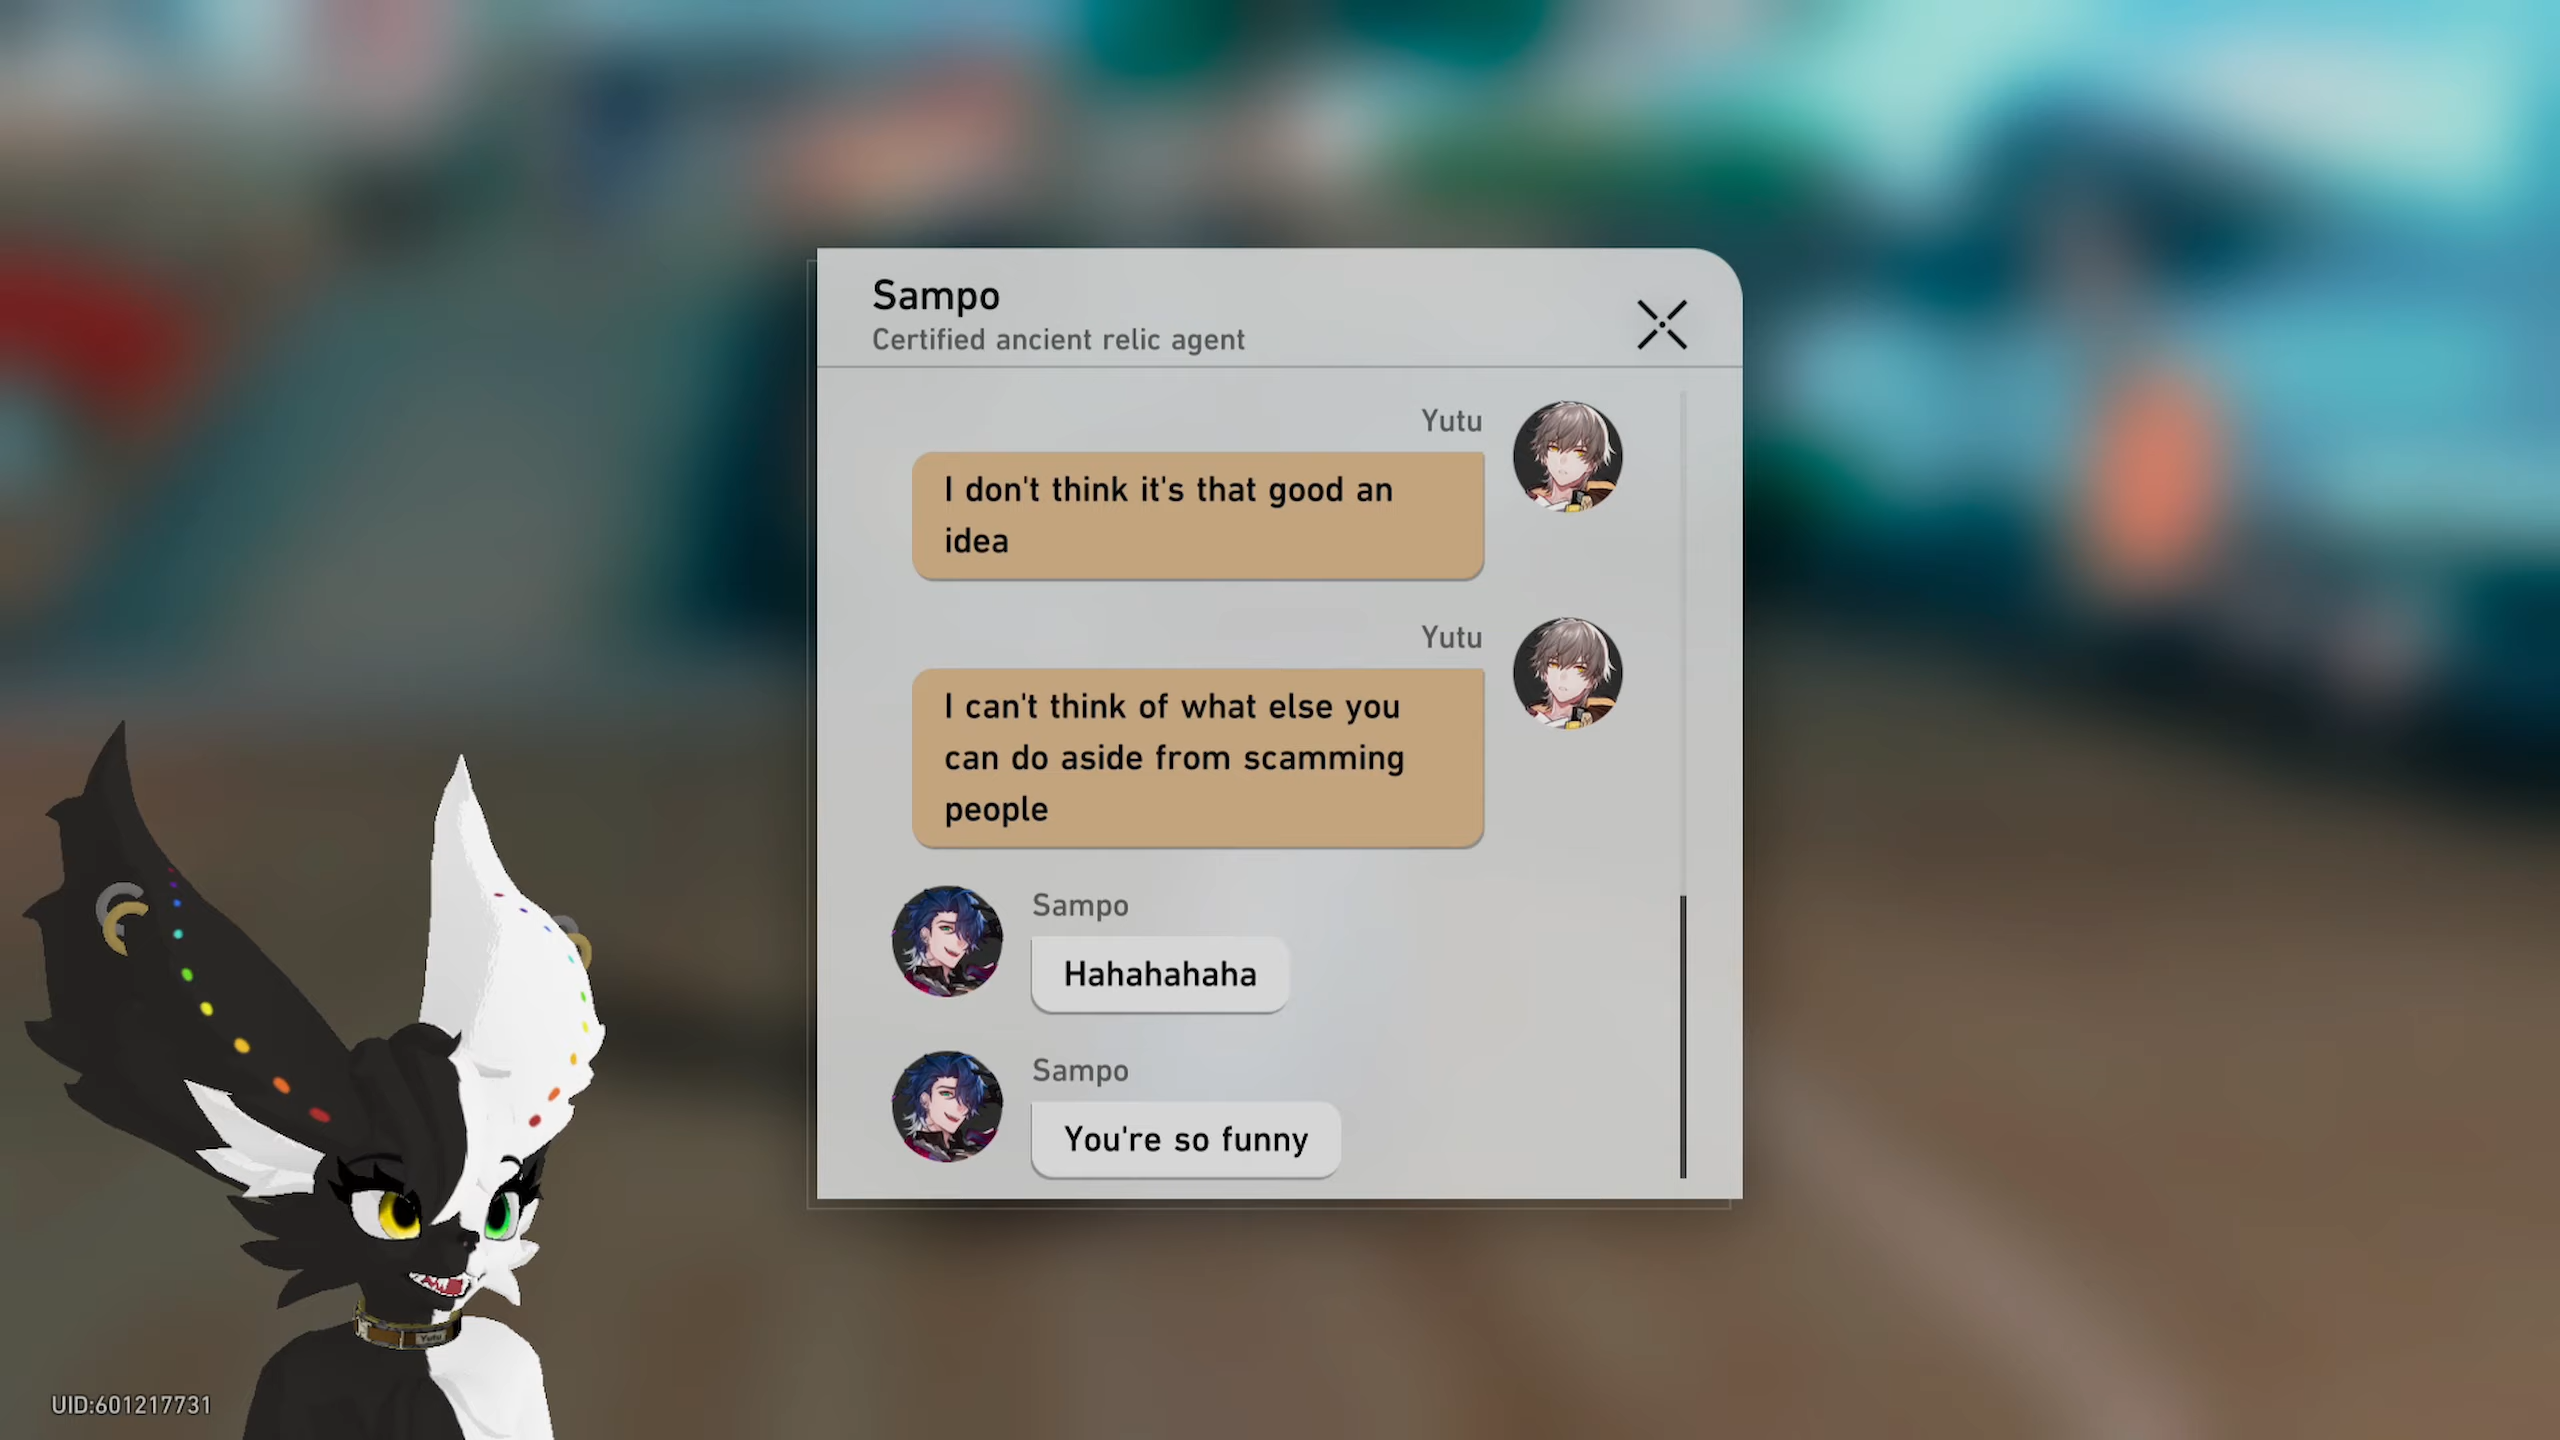 Sampo
Certified ancient relic agent
Yutu
I don't think it's that good an
idea
Yutu
I can't think of what else you
can do aside from scamming
people
Sampo
Hahahahaha
Sampo
You're so funny
Yutu
UID:601217731